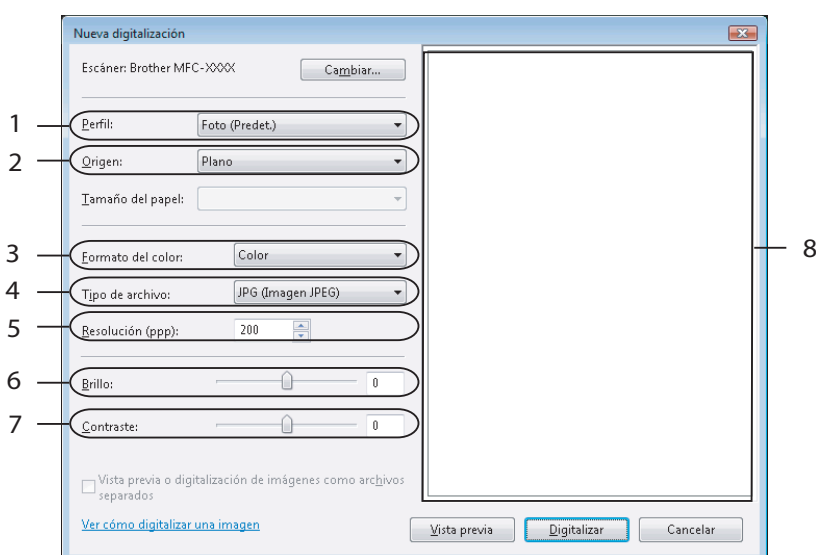 Nueva digitalización
Escáner: Brother MFC-XXXX Cambiar...
1 Perfil: Foto (Predet.)
2 Origen: Plano
Tamaño del papel:
3 Formato del color: Color
4 Tipo de archivo: JPG (Imagen JPEG)
5 Resolución (ppp): 200
6 Brillo: 0
7 Contraste: 0
8
Vista previa o digitalización de imágenes como archivos
separados
Ver cómo digitalizar una imagen
Vista previa Digitalizar Cancelar